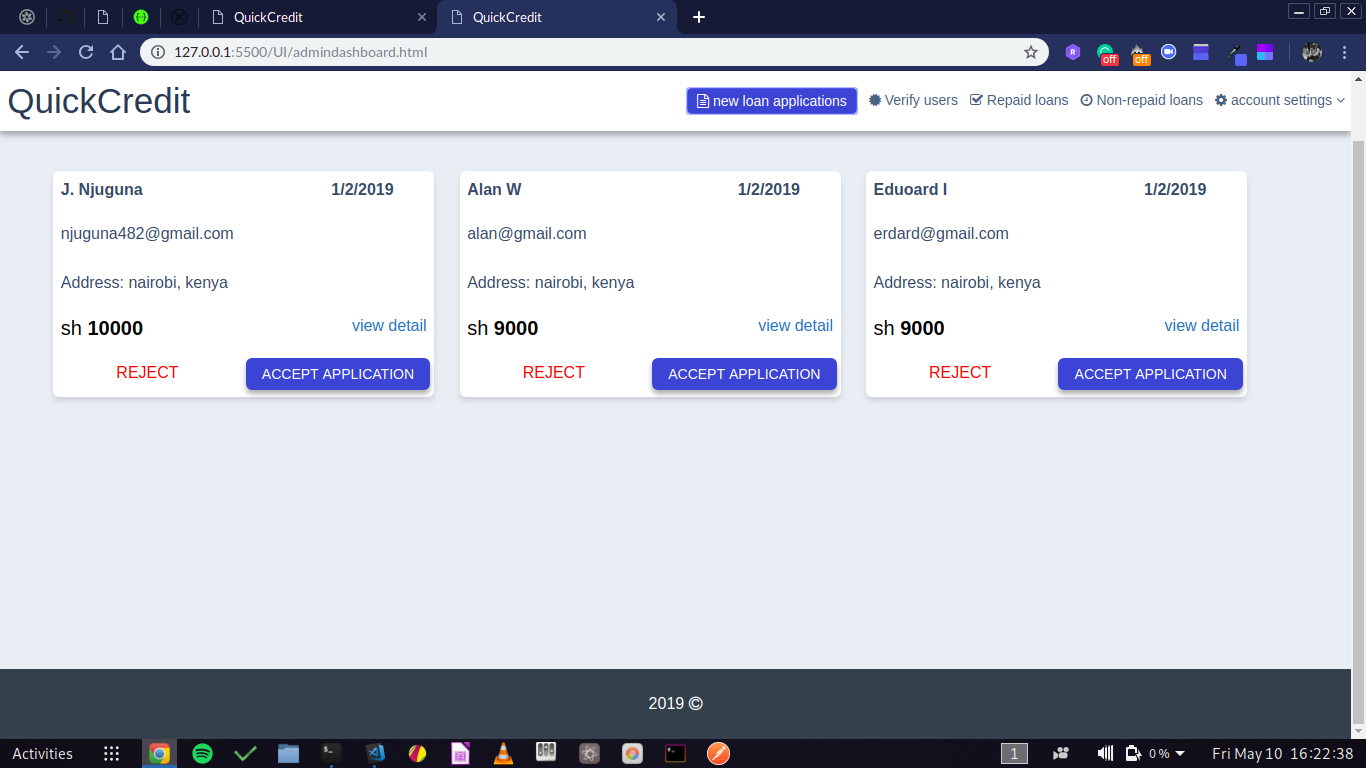 QuickCredit
QuickCredit
127.0.0.1:5500/UI/admindashboard.html
R
off
off
QuickCredit
new loan applications
Verify users
Repaid loans
Non-repaid loans
account settings
J. Njuguna 1/2/2019
njuguna482@gmail.com
Address: nairobi, kenya
sh 10000 view detail
REJECT ACCEPT APPLICATION
Alan W 1/2/2019
alan@gmail.com
Address: nairobi, kenya
sh 9000 view detail
REJECT ACCEPT APPLICATION
Eduoard I 1/2/2019
erdard@gmail.com
Address: nairobi, kenya
sh 9000 view detail
REJECT ACCEPT APPLICATION
2019 ©
Activities
1
0 %
Fri May 10 16:22:38